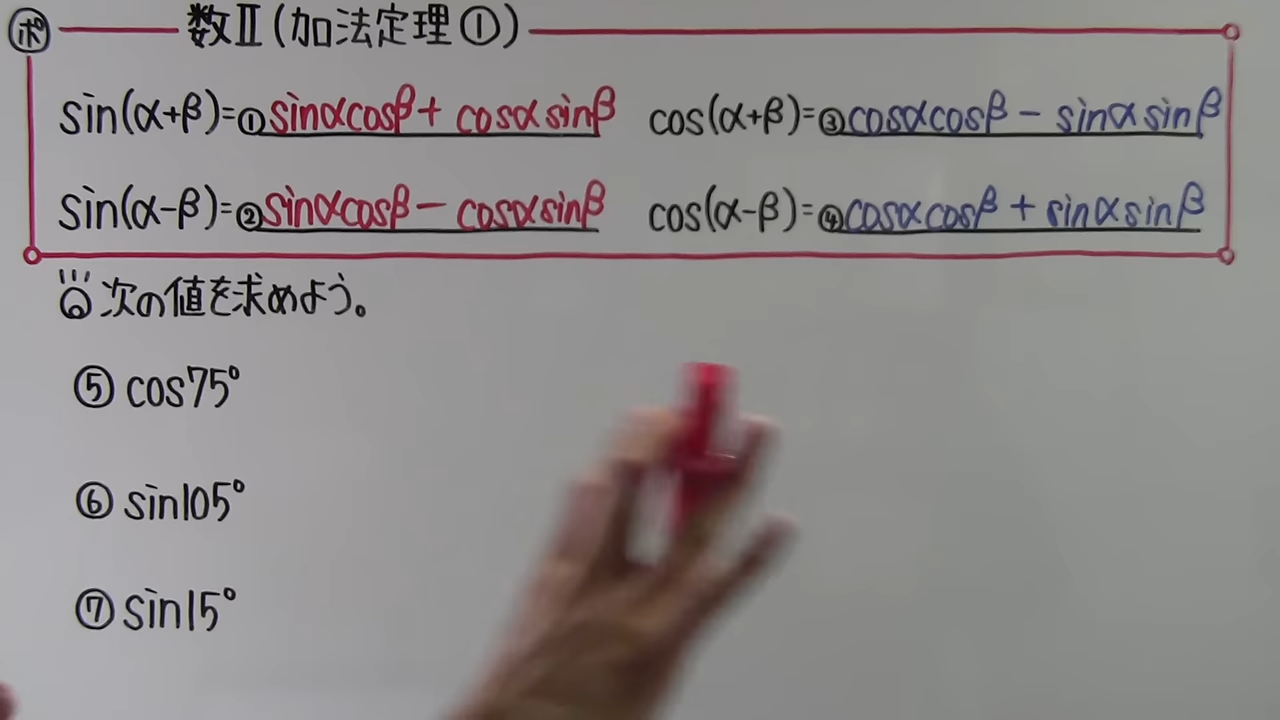 ポ 数Ⅱ(加法定理①)
sin(α+β)=①sinαcosβ+ cosαsinβ cos(α+β)=③cosαcosβ - sinαsinβ
sin(α-β)=②sinαcosβ- cosαsinβ cos(α-β)=④cosαcosβ + sinαsinβ
次の値を求めよう。
⑤ cos75°
⑥ sin105°
⑦ sin15°